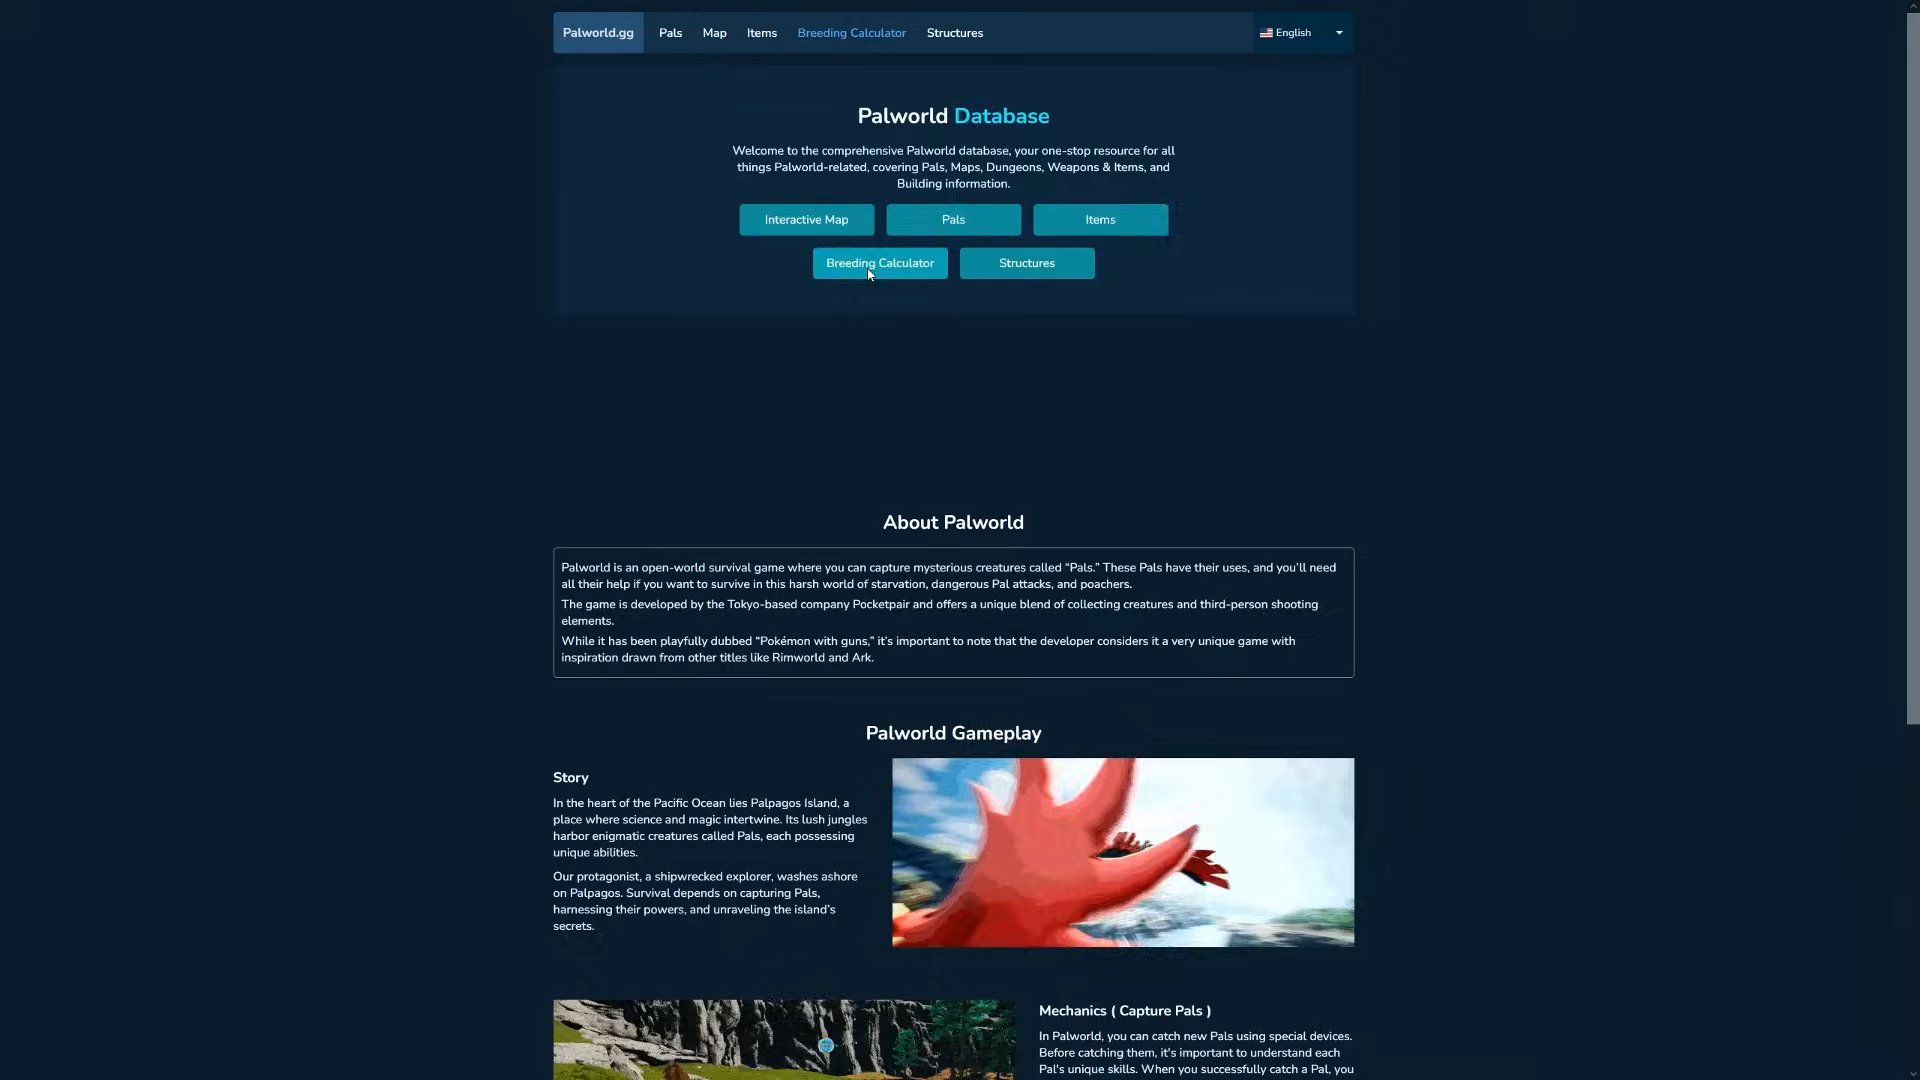 Palworld.gg Pals Map Items Breeding Calculator Structures English
Palworld Database
Welcome to the comprehensive Palworld database, your one-stop resource for all
things Palworld-related, covering Pals, Maps, Dungeons, Weapons & Items, and
Building information.
Interactive Map Pals Items
Breeding Calculator Structures
About Palworld
Palworld is an open-world survival game where you can capture mysterious creatures called “Pals.” These Pals have their uses, and you’ll need
all their help if you want to survive in this harsh world of starvation, dangerous Pal attacks, and poachers.
The game is developed by the Tokyo-based company Pocketpair and offers a unique blend of collecting creatures and third-person shooting
elements.
While it has been playfully dubbed “Pokémon with guns,” it’s important to note that the developer considers it a very unique game with
inspiration drawn from other titles like Rimworld and Ark.
Palworld Gameplay
Story
In the heart of the Pacific Ocean lies Palpagos Island, a
place where science and magic intertwine. Its lush jungles
harbor enigmatic creatures called Pals, each possessing
unique abilities.
Our protagonist, a shipwrecked explorer, washes ashore
on Palpagos. Survival depends on capturing Pals,
harnessing their powers, and unraveling the island’s
secrets.
Mechanics ( Capture Pals )
In Palworld, you can catch new Pals using special devices.
Before catching them, it's important to understand each
Pal's unique skills. When you successfully catch a Pal, you